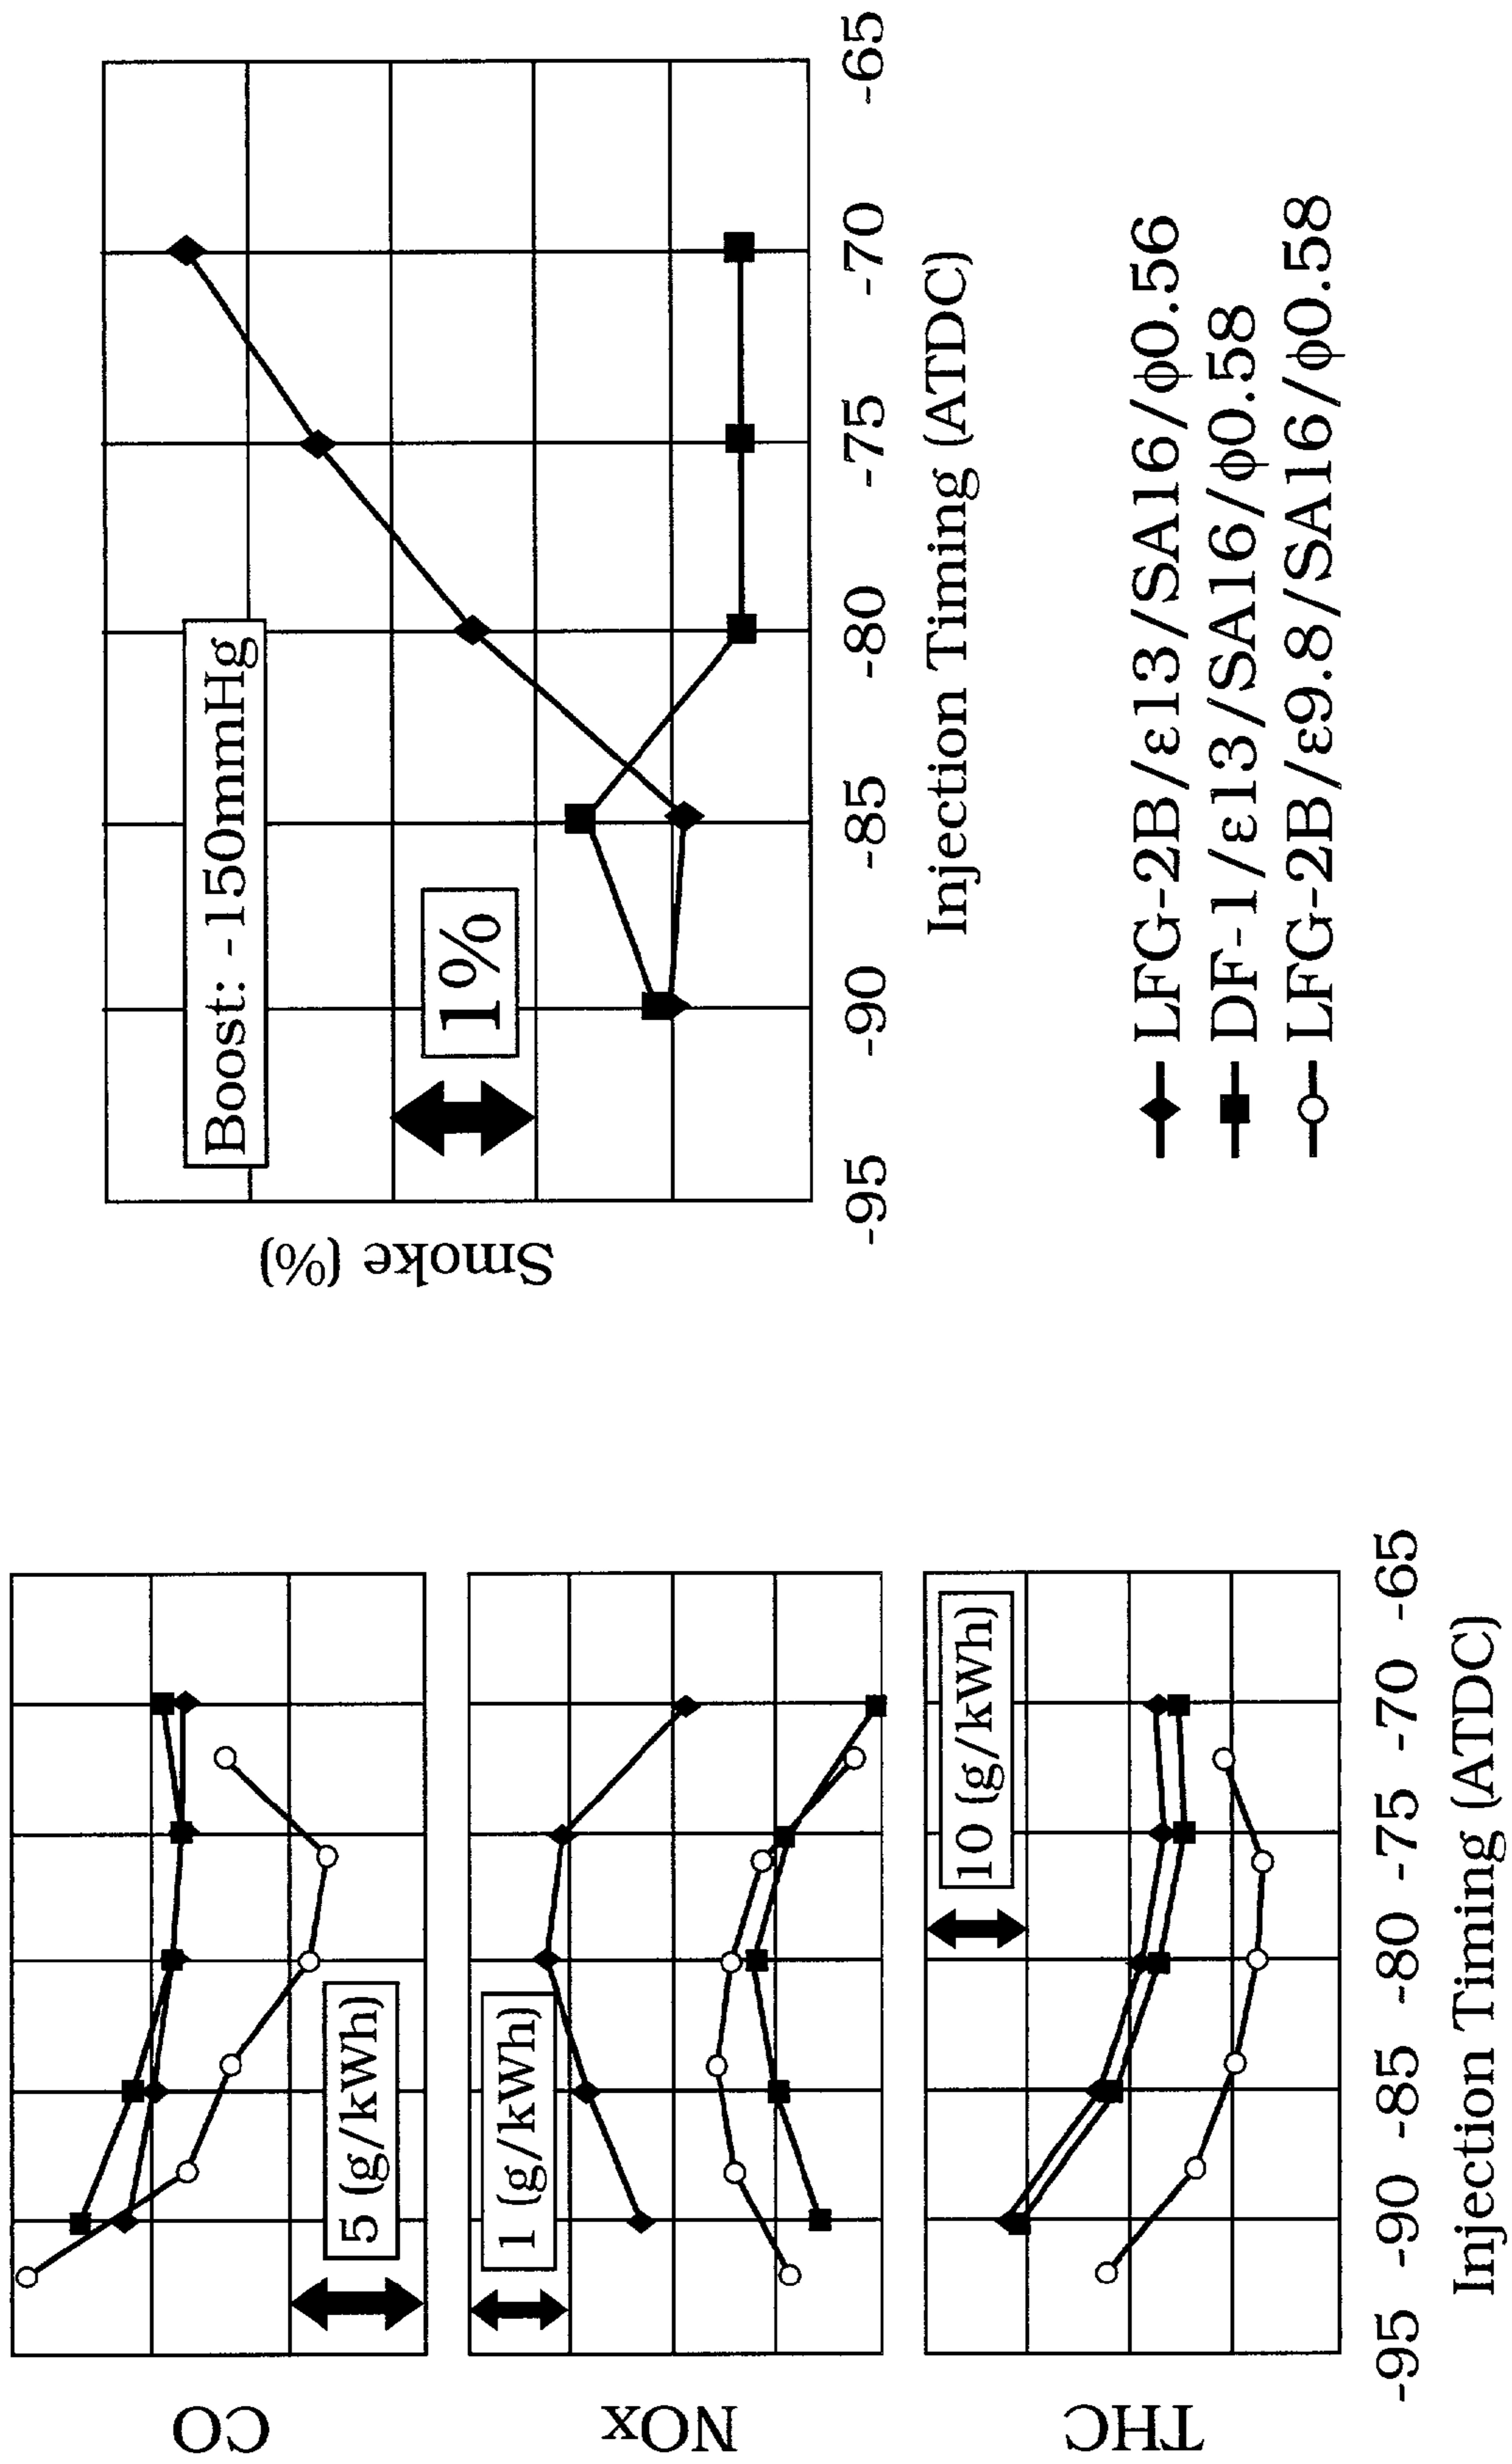 CO
5 (g/kWh)
NOx
1 (g/kWh)
THC
10 (g/kWh)
-95 -90 -85 -80 -75 -70 -65
Injection Timing (ATDC)
Smoke (%)
Boost: -150mmHg
1%
-95 -90 -85 -80 -75 -70 -65
Injection Timing (ATDC)
LFG-2B/ε13/SA16/φ0.56
DF-1/ε13/SA16/φ0.58
LFG-2B/ε9.8/SA16/φ0.58